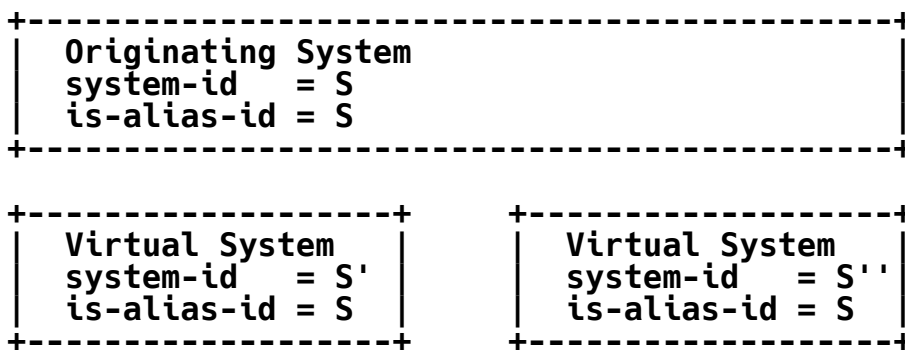 +---------------------------------------------+
|  Originating System                         |
|  system-id   = S                            |
|  is-alias-id = S                            |
+---------------------------------------------+
+-------------------+     +-------------------+
|  Virtual System   |     |  Virtual System   |
|  system-id   = S' |     |  system-id   = S''|
|  is-alias-id = S  |     |  is-alias-id = S  |
+-------------------+     +-------------------+